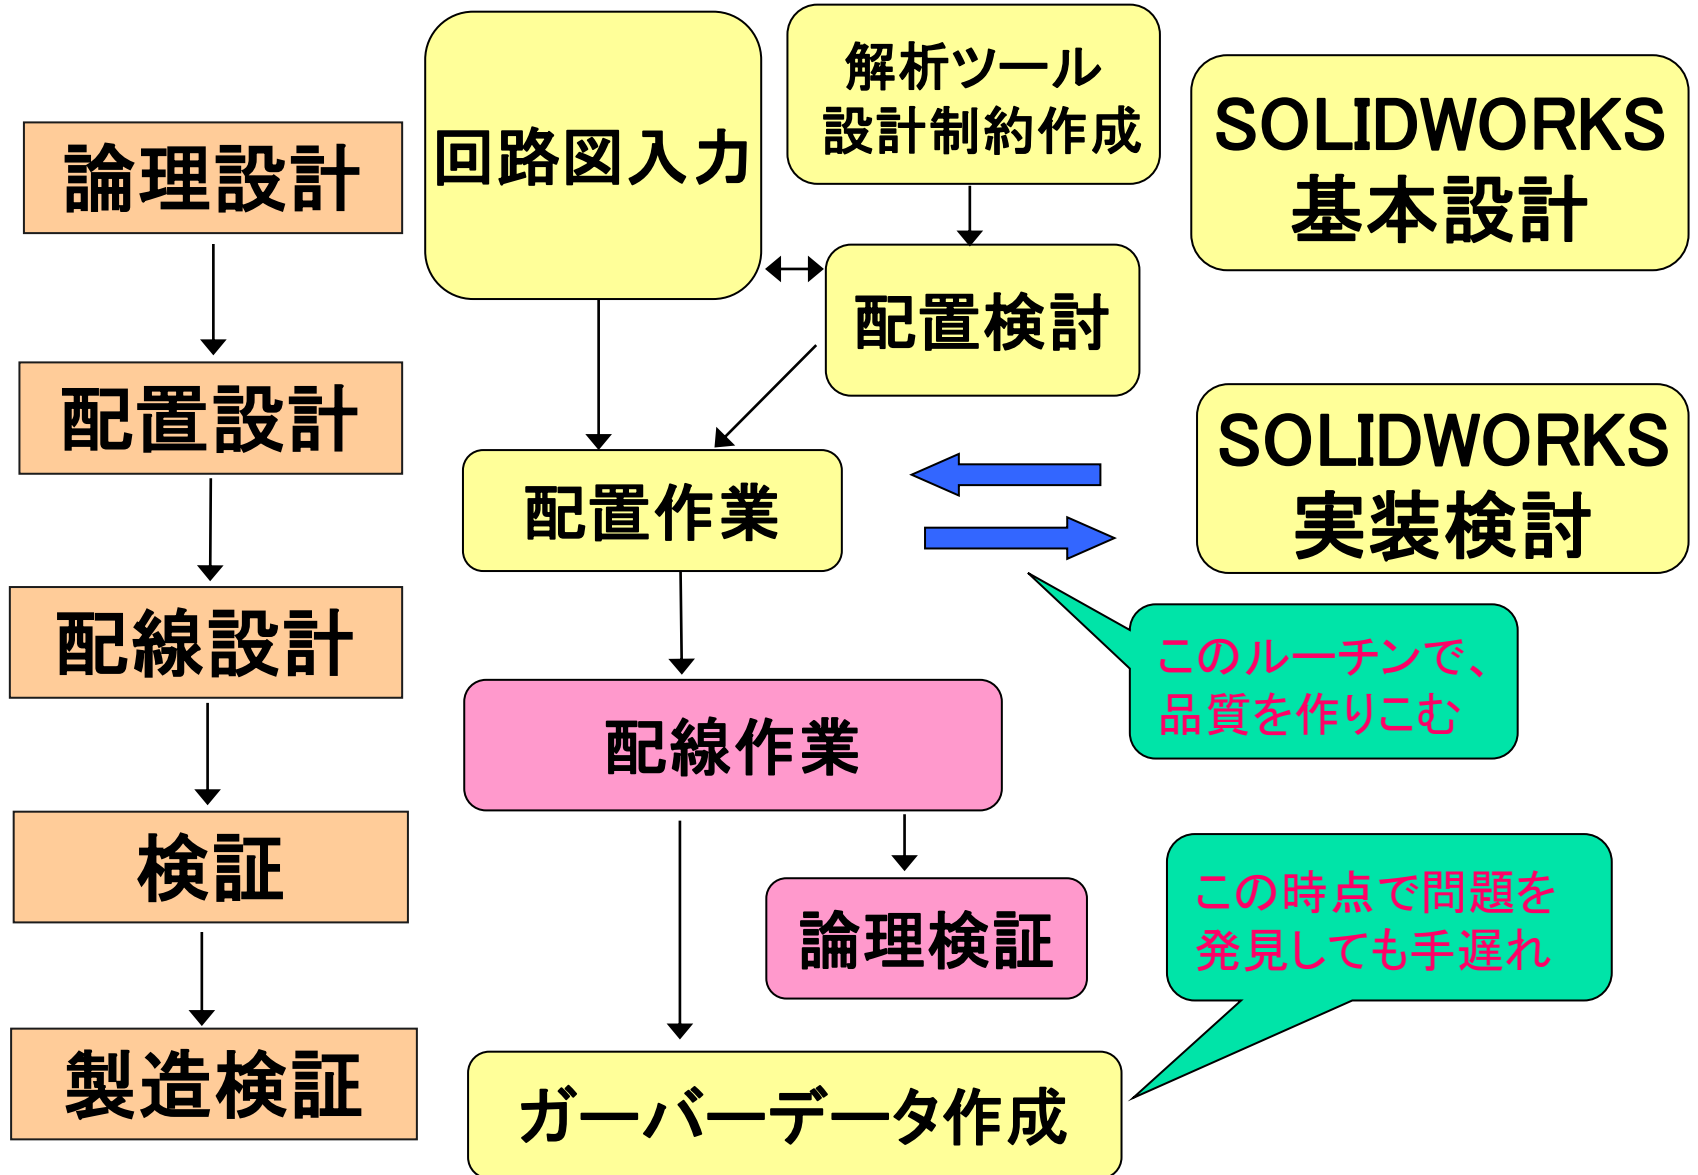 論理設計
配置設計
配線設計
検証
製造検証
回路図入力
解析ツール
設計制約作成
配置検討
配置作業
配線作業
論理検証
ガーバーデータ作成
SOLIDWORKS
基本設計
SOLIDWORKS
実装検討
このルーチンで、
品質を作りこむ
この時点で問題を
発見しても手遅れ